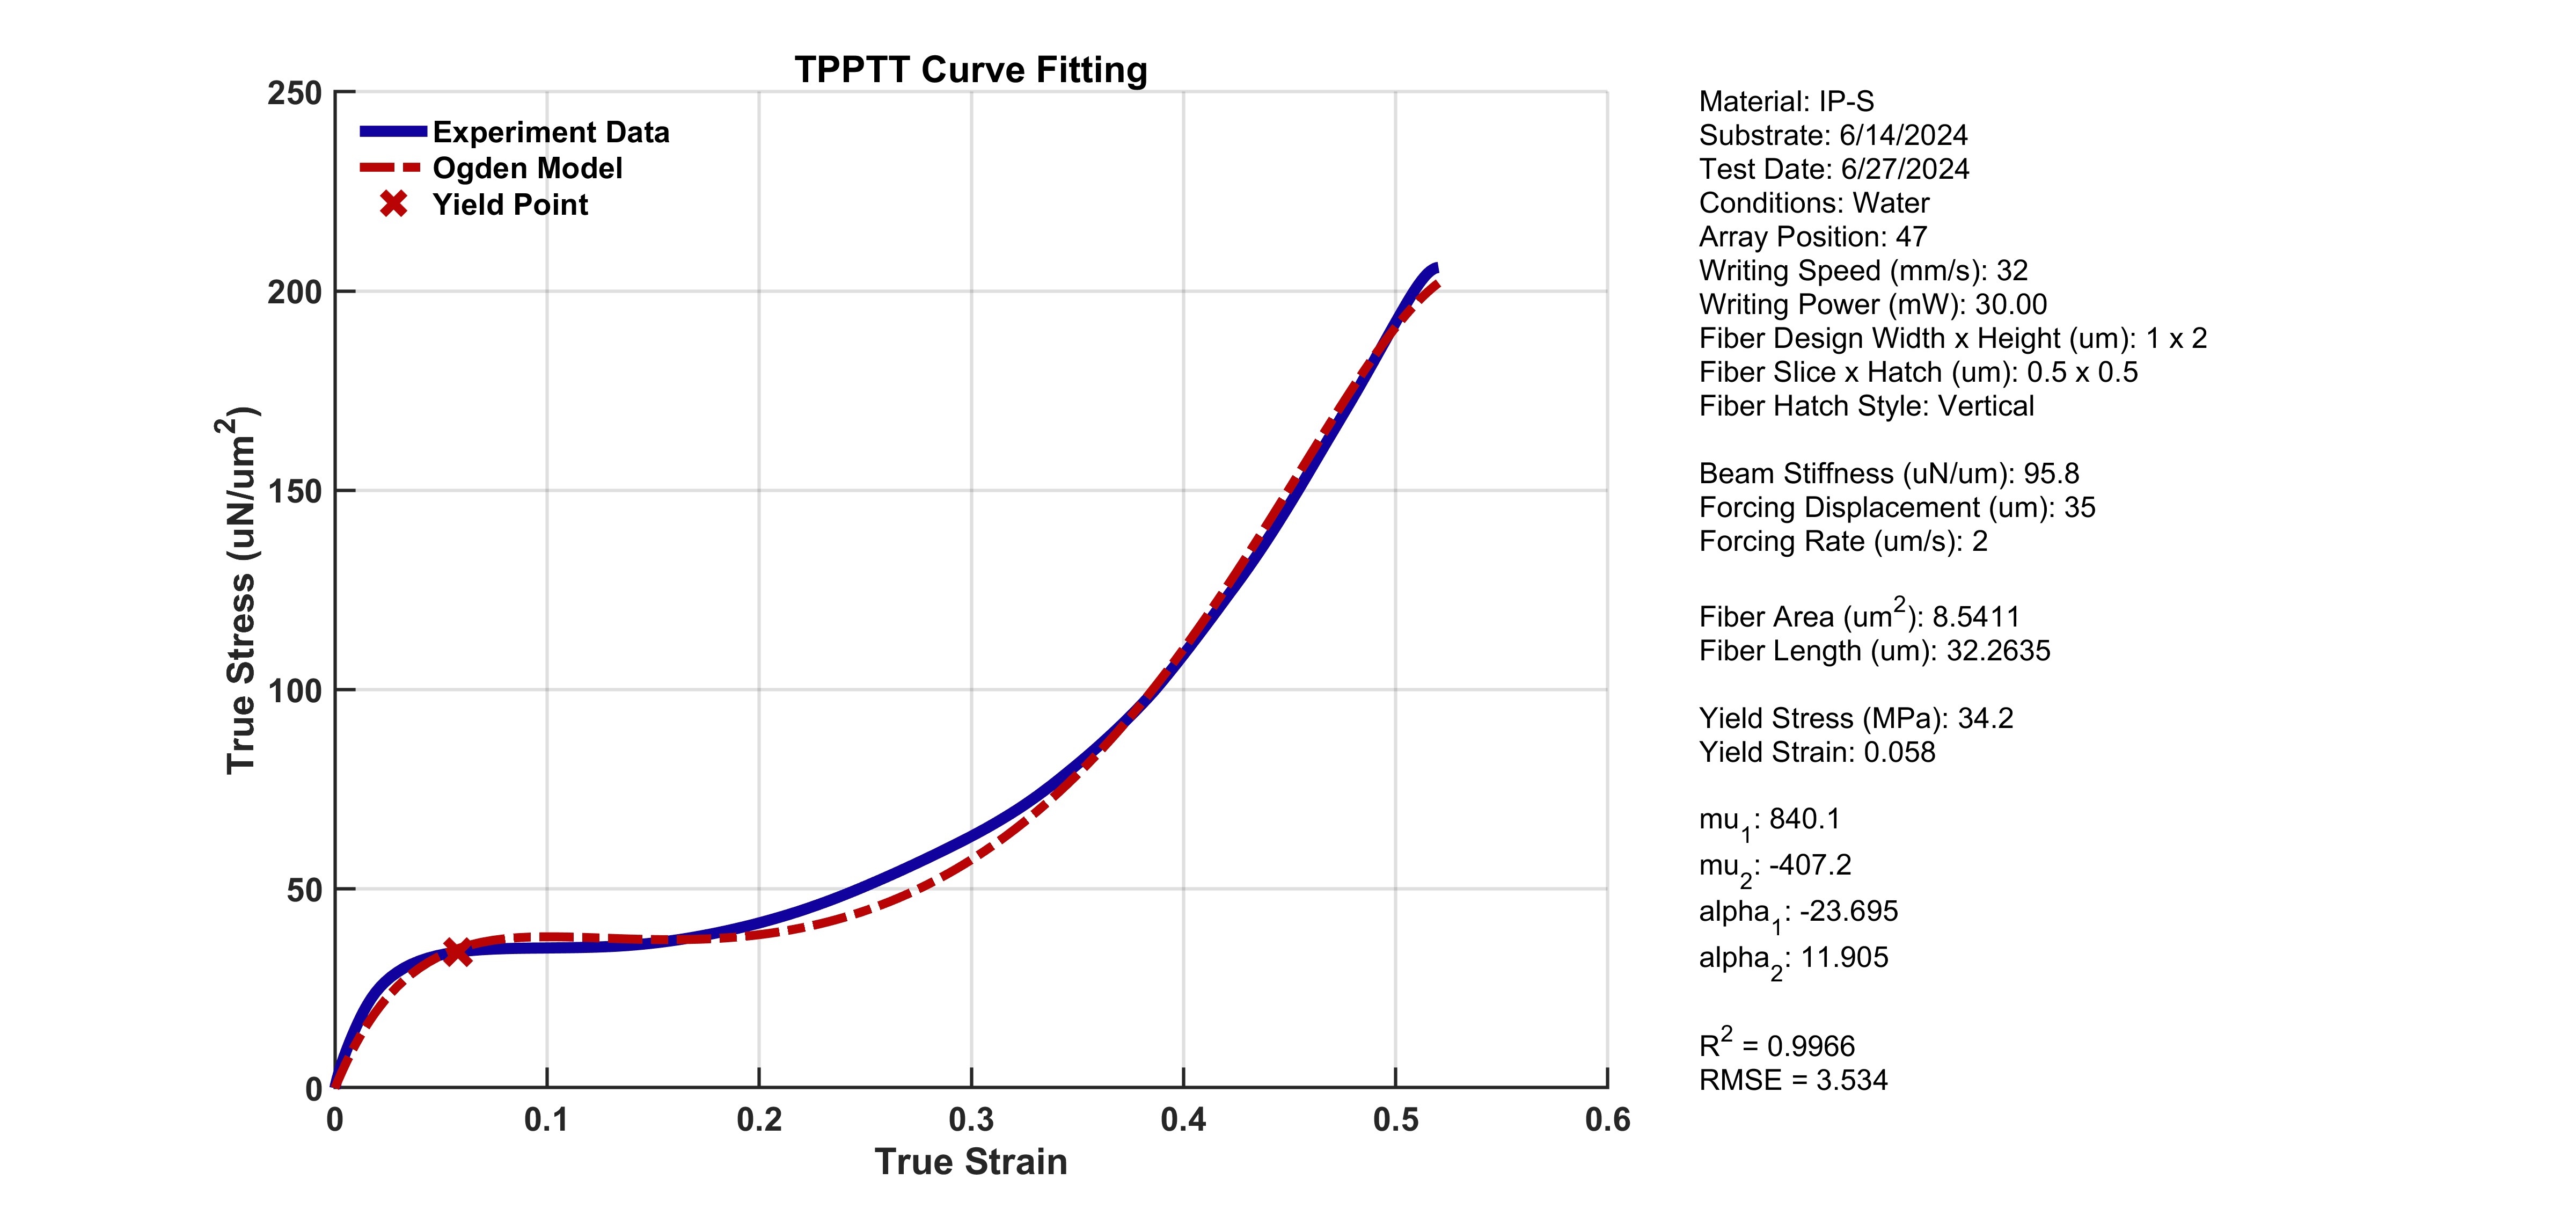 TPPTT Curve Fitting
250
200
150
100
50
0
True Stress (uN/um²)
Experiment Data
Ogden Model
Yield Point
0 0.1 0.2 0.3 0.4 0.5 0.6
True Strain
Material: IP-S
Substrate: 6/14/2024
Test Date: 6/27/2024
Conditions: Water
Array Position: 47
Writing Speed (mm/s): 32
Writing Power (mW): 30.00
Fiber Design Width x Height (um): 1 x 2
Fiber Slice x Hatch (um): 0.5 x 0.5
Fiber Hatch Style: Vertical
Beam Stiffness (uN/um): 95.8
Forcing Displacement (um): 35
Forcing Rate (um/s): 2
Fiber Area (um²): 8.5411
Fiber Length (um): 32.2635
Yield Stress (MPa): 34.2
Yield Strain: 0.058
mu₁: 840.1
mu₂: -407.2
alpha₁: -23.695
alpha₂: 11.905
R² = 0.9966
RMSE = 3.534